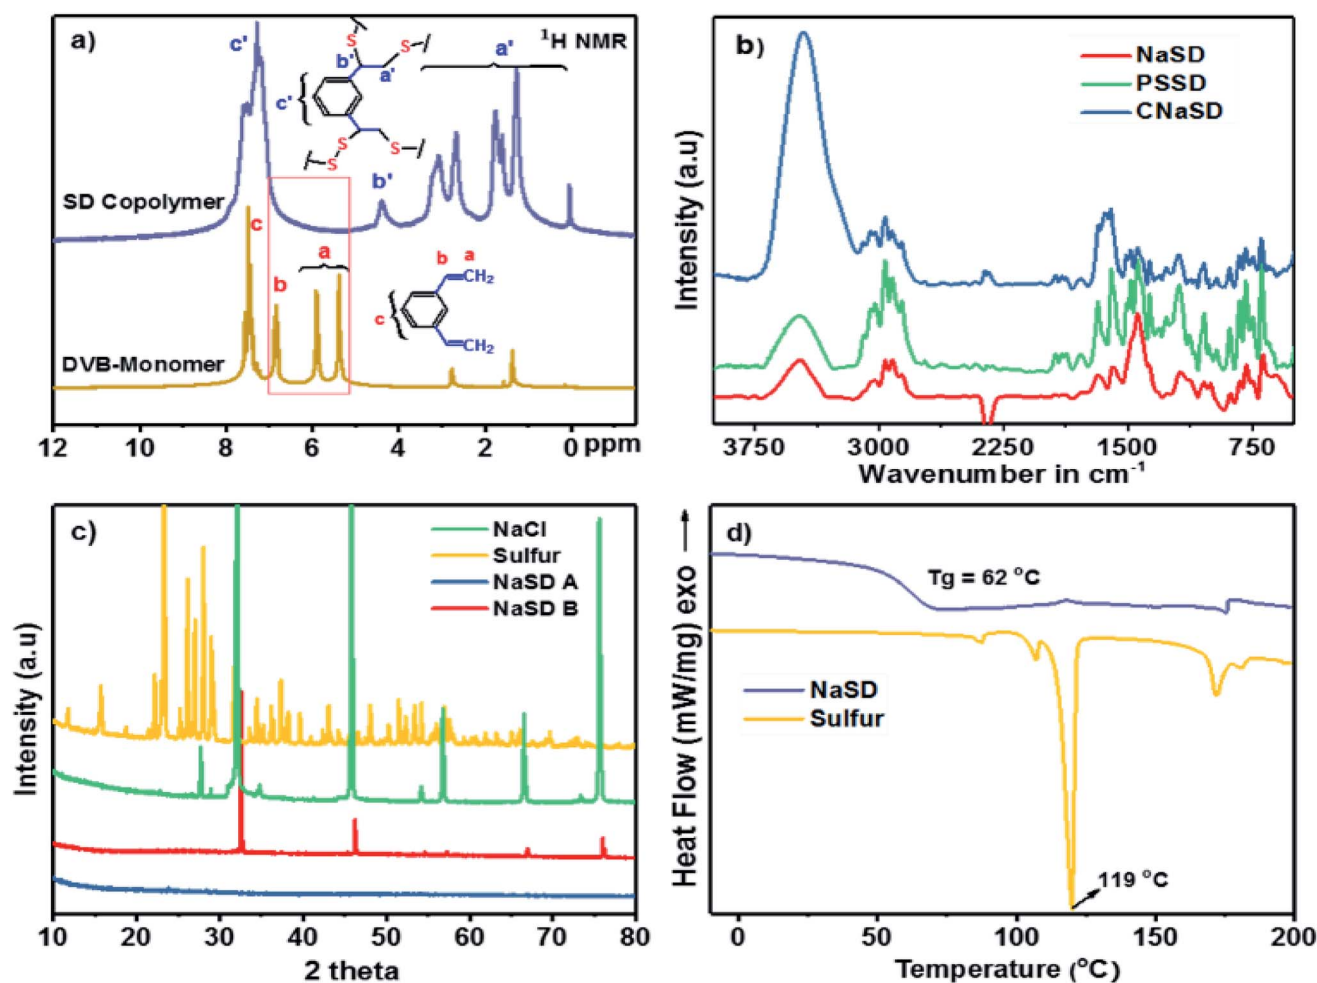 a)
c'
S
S
b'
a'
c'
S
S
S
a'
¹H NMR
SD Copolymer
b'
c
b
a
b a
CH₂
c
CH₂
DVB-Monomer
12 10 8 6 4 2 0 ppm
b)
NaSD
PSSD
CNaSD
Intensity (a.u)
3750 3000 2250 1500 750
Wavenumber in cm⁻¹
c)
NaCl
Sulfur
NaSD A
NaSD B
Intensity (a.u)
10 20 30 40 50 60 70 80
2 theta
d)
Tg = 62 °C
NaSD
Sulfur
119 °C
Heat Flow (mW/mg) exo
0 50 100 150 200
Temperature (°C)